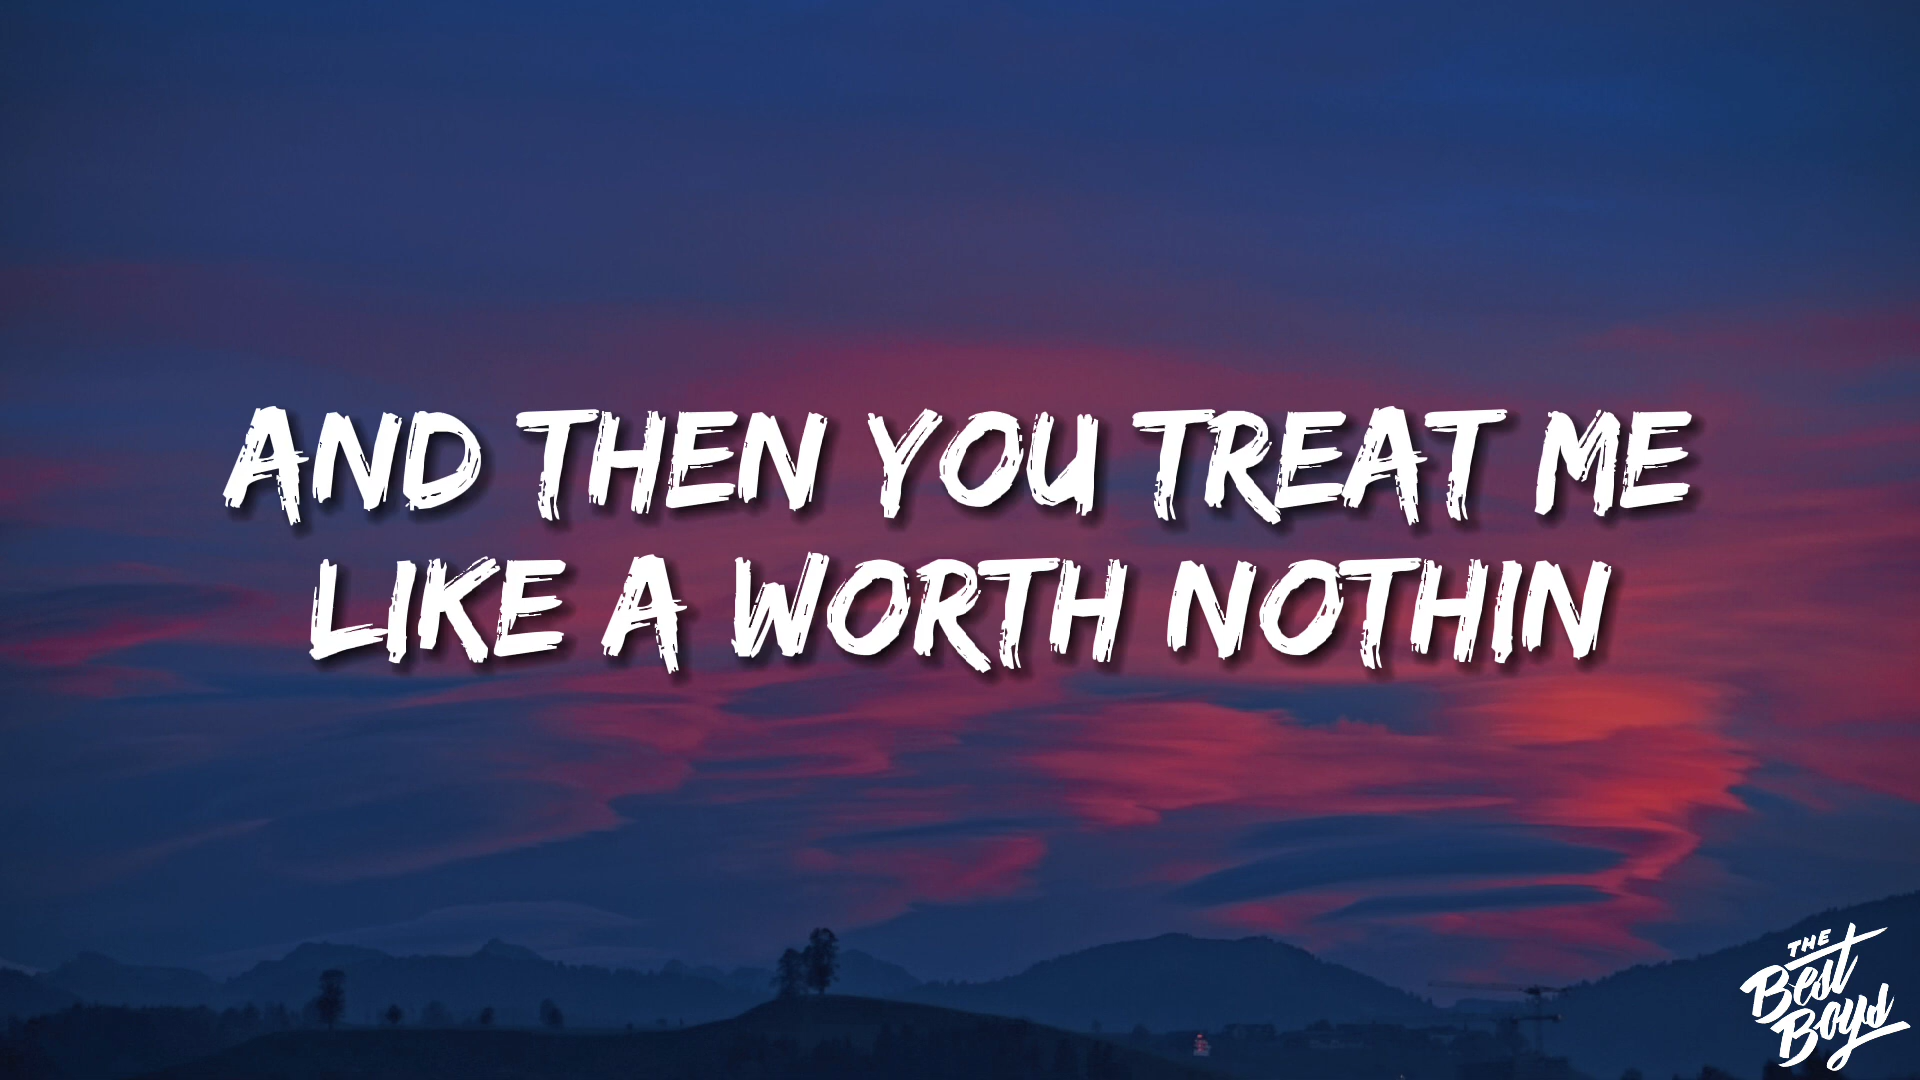 AND THEN YOU TREAT ME
LIKE A WORTH NOTHIN
THE
Best
Boys